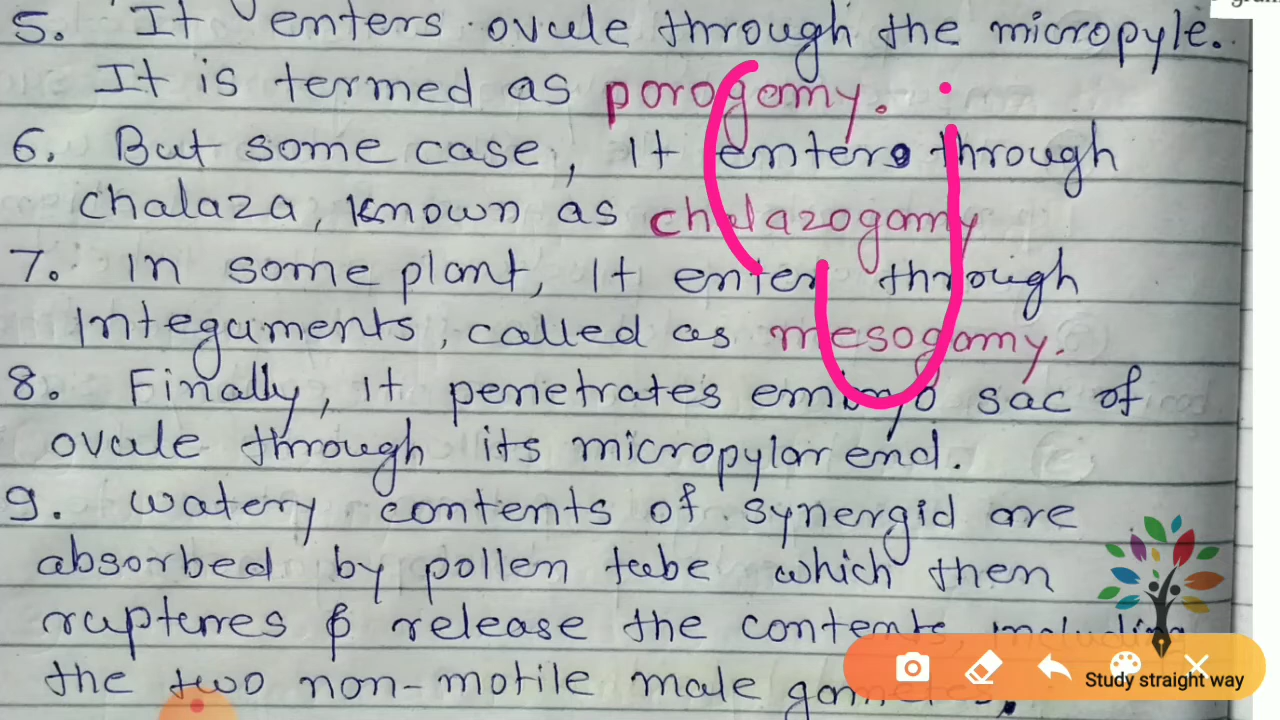 5. It enters ovule through the micropyle.
It is termed as porogamy.
6. But some case, It enters through
chalaza, known as chalazogamy
7. In some plant, It enter through
Integuments, called as mesogamy.
8. Finally, It penetrates embryo sac of
ovule through its micropylar end.
9. Watery contents of synergid are
absorbed by pollen tube which then
ruptures & release the contents, including
the two non-motile male gametes,
Study straight way